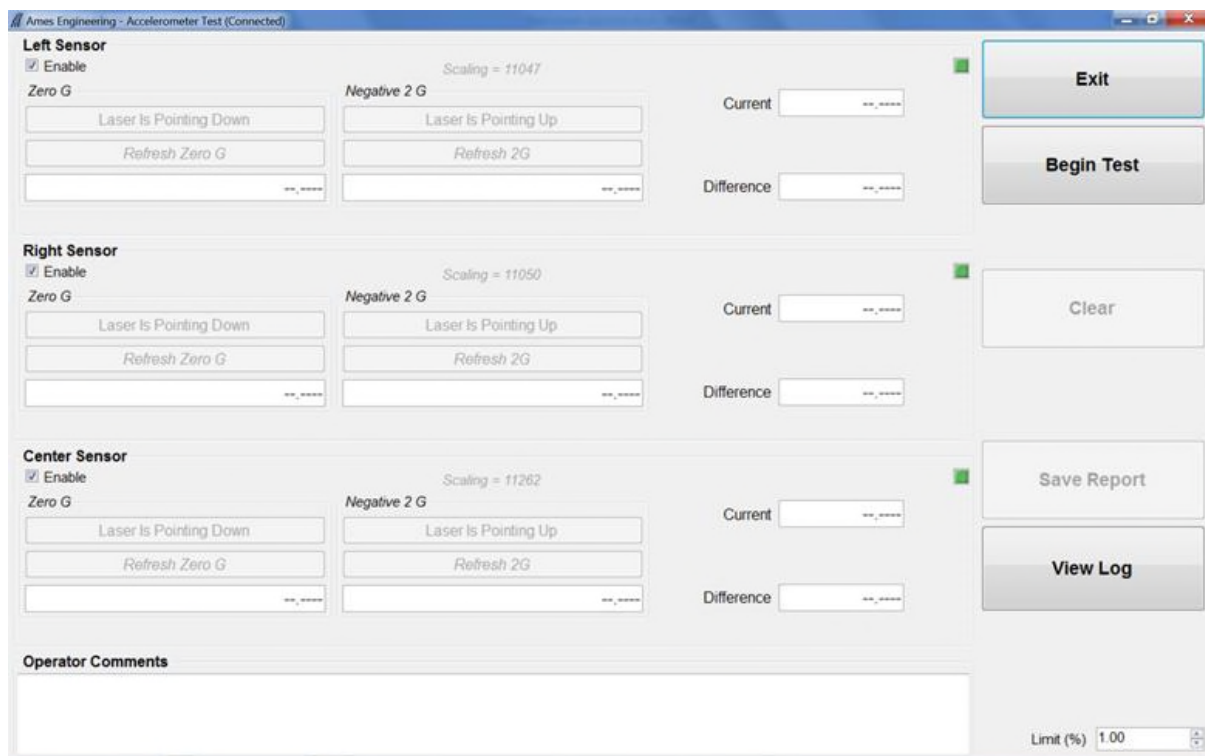 Ames Engineering - Accelerometer Test (Connected)
Left Sensor
Enable
Scaling = 11047
Zero G
Negative 2 G
Laser Is Pointing Down
Laser Is Pointing Up
Refresh Zero G
Refresh 2G
--.----
--.----
Current --.----
Difference --.----
Exit
Begin Test
Right Sensor
Enable
Scaling = 11050
Zero G
Negative 2 G
Laser Is Pointing Down
Laser Is Pointing Up
Refresh Zero G
Refresh 2G
--.----
--.----
Current --.----
Difference --.----
Clear
Center Sensor
Enable
Scaling = 11262
Zero G
Negative 2 G
Laser Is Pointing Down
Laser Is Pointing Up
Refresh Zero G
Refresh 2G
--.----
--.----
Current --.----
Difference --.----
Save Report
View Log
Operator Comments
Limit (%) 1.00